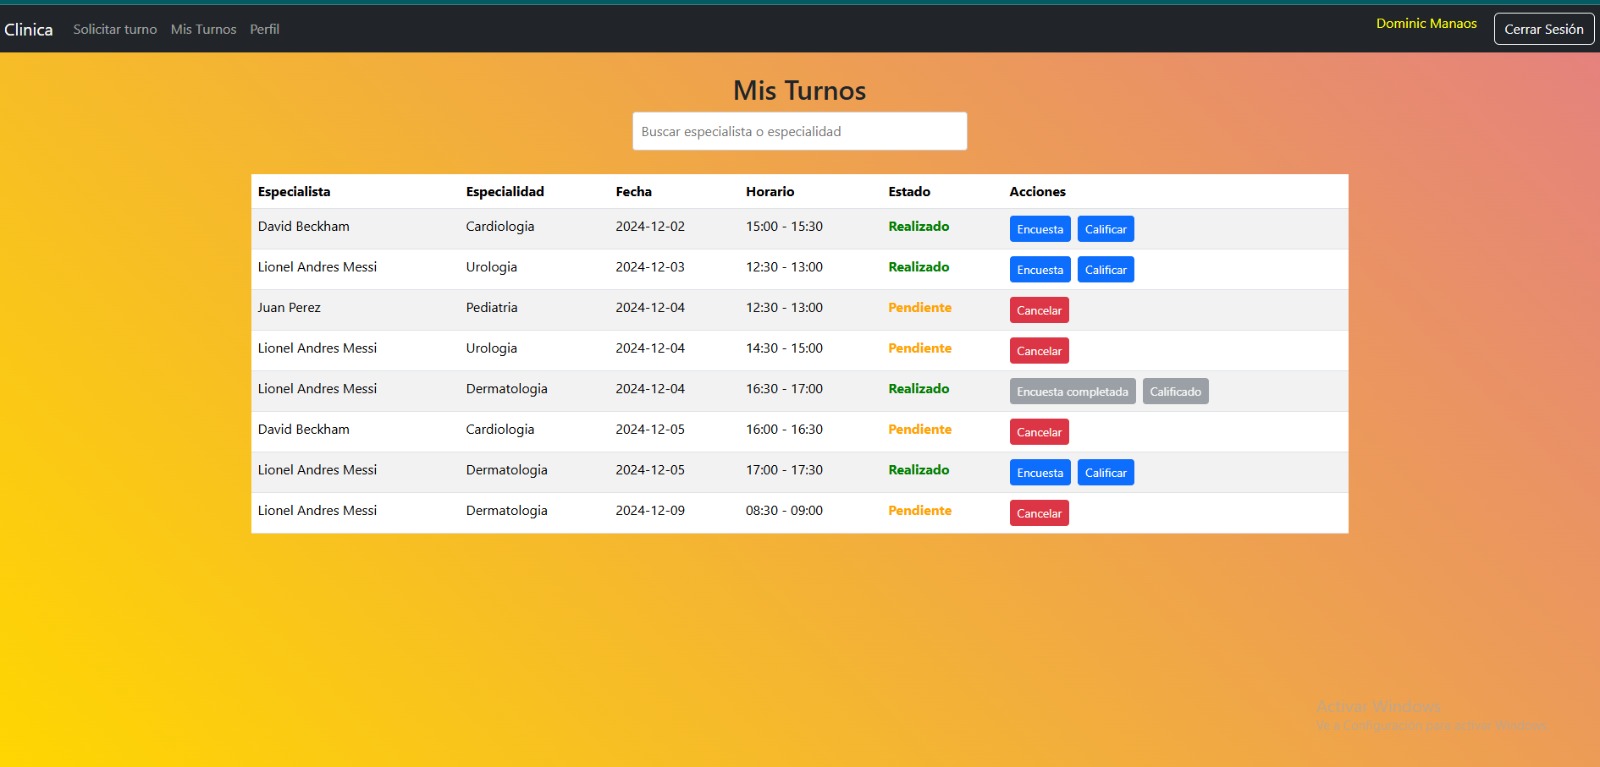 Clinica Solicitar turno Mis Turnos Perfil Dominic Manaos Cerrar Sesión
Mis Turnos
Buscar especialista o especialidad
Especialista Especialidad Fecha Horario Estado Acciones
David Beckham Cardiologia 2024-12-02 15:00 - 15:30 Realizado Encuesta Calificar
Lionel Andres Messi Urologia 2024-12-03 12:30 - 13:00 Realizado Encuesta Calificar
Juan Perez Pediatria 2024-12-04 12:30 - 13:00 Pendiente Cancelar
Lionel Andres Messi Urologia 2024-12-04 14:30 - 15:00 Pendiente Cancelar
Lionel Andres Messi Dermatologia 2024-12-04 16:30 - 17:00 Realizado Encuesta completada Calificado
David Beckham Cardiologia 2024-12-05 16:00 - 16:30 Pendiente Cancelar
Lionel Andres Messi Dermatologia 2024-12-05 17:00 - 17:30 Realizado Encuesta Calificar
Lionel Andres Messi Dermatologia 2024-12-09 08:30 - 09:00 Pendiente Cancelar
Activar Windows
Ve a Configuración para activar Windows.